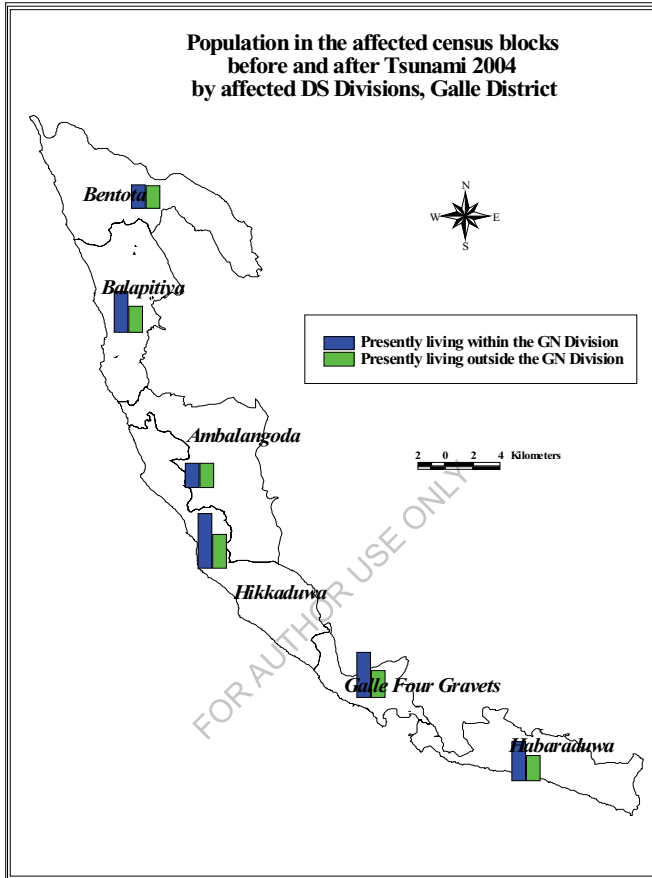 Population in the affected census blocks
before and after Tsunami 2004
by affected DS Divisions, Galle District
N
W E
S
Bentota
Balapitiya
Presently living within the GN Division
Presently living outside the GN Division
Ambalangoda
2 0 2 4 Kilometers
Hikkaduwa
FOR AUTHOR USE ONLY
Galle Four Gravets
Habaraduwa